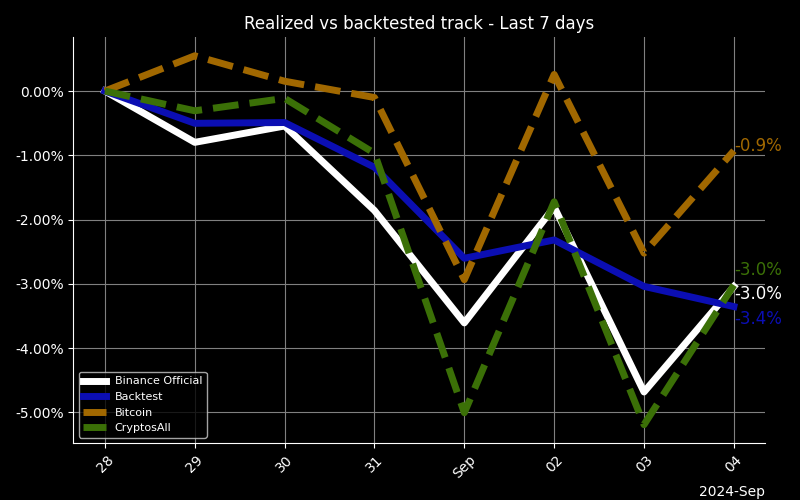 Realized vs backtested track - Last 7 days
0.00%
-1.00%
-2.00%
-3.00%
-4.00%
-5.00%
-0.9%
-3.0%
-3.0%
-3.4%
Binance Official
Backtest
Bitcoin
CryptosAll
28
29
30
31
Sep
02
03
04
2024-Sep